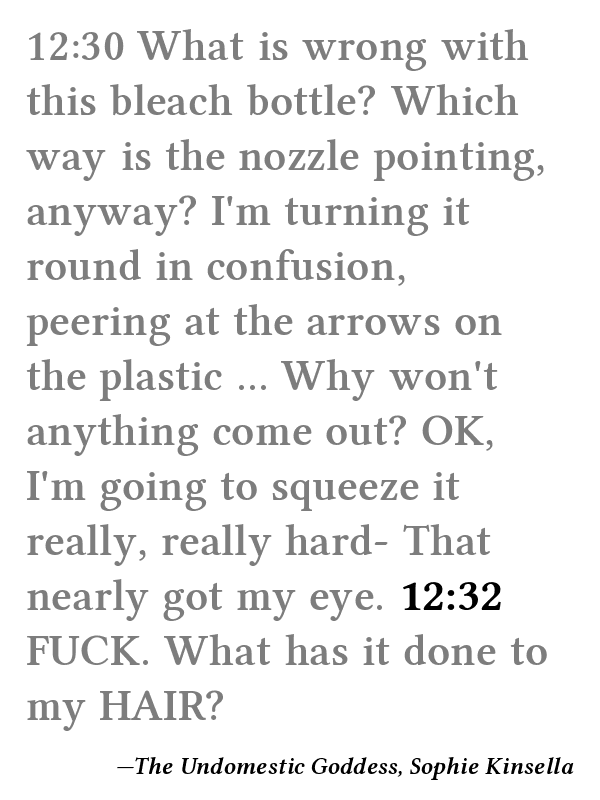 12:30 What is wrong with
this bleach bottle? Which
way is the nozzle pointing,
anyway? I'm turning it
round in confusion,
peering at the arrows on
the plastic ... Why won't
anything come out? OK,
I'm going to squeeze it
really, really hard- That
nearly got my eye. 12:32
FUCK. What has it done to
my HAIR?
—The Undomestic Goddess, Sophie Kinsella